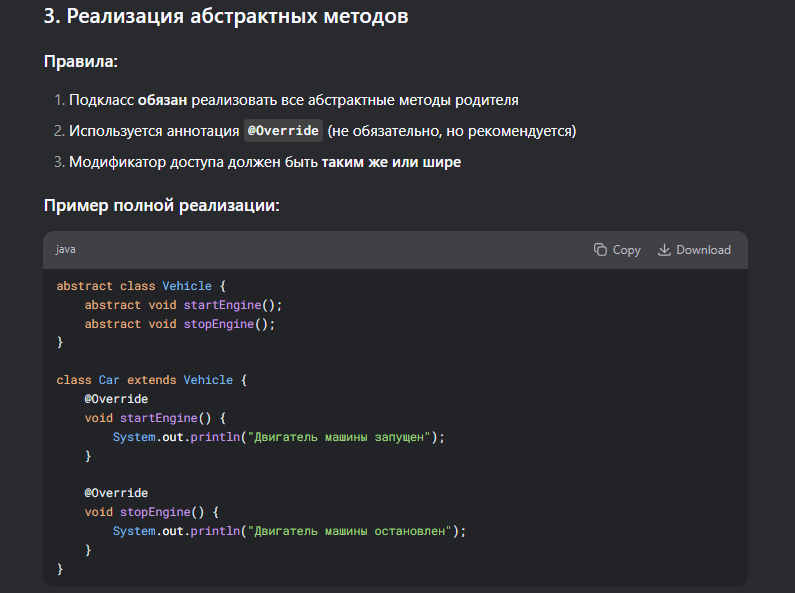 3. Реализация абстрактных методов
Правила:
1. Подкласс обязан реализовать все абстрактные методы родителя
2. Используется аннотация @Override (не обязательно, но рекомендуется)
3. Модификатор доступа должен быть таким же или шире
Пример полной реализации:
java Copy Download
abstract class Vehicle {
    abstract void startEngine();
    abstract void stopEngine();
}
class Car extends Vehicle {
    @Override
    void startEngine() {
        System.out.println("Двигатель машины запущен");
    }
    @Override
    void stopEngine() {
        System.out.println("Двигатель машины остановлен");
    }
}